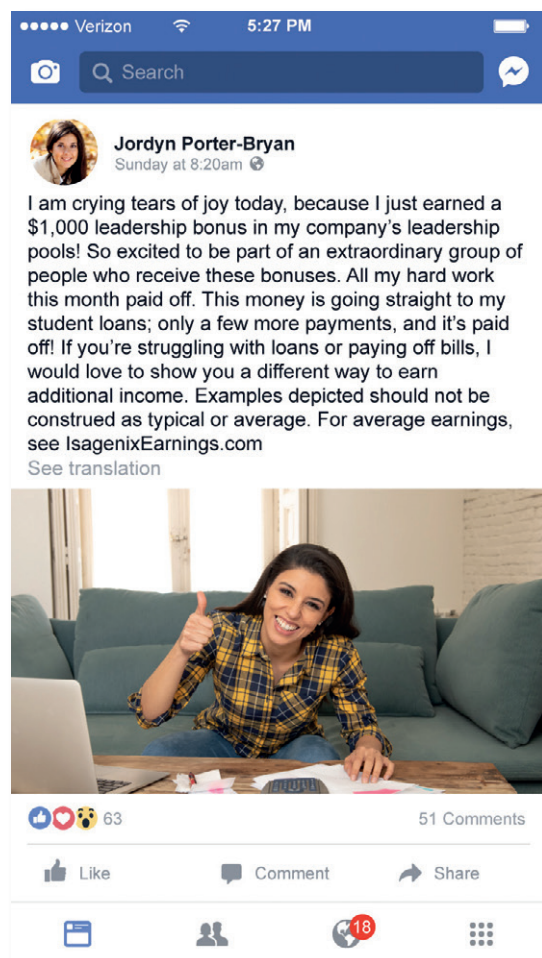 Verizon 5:27 PM
Search
Jordyn Porter-Bryan
Sunday at 8:20am
I am crying tears of joy today, because I just earned a
$1,000 leadership bonus in my company's leadership
pools! So excited to be part of an extraordinary group of
people who receive these bonuses. All my hard work
this month paid off. This money is going straight to my
student loans; only a few more payments, and it's paid
off! If you're struggling with loans or paying off bills, I
would love to show you a different way to earn
additional income. Examples depicted should not be
construed as typical or average. For average earnings,
see IsagenixEarnings.com
See translation
63 51 Comments
Like Comment Share
18